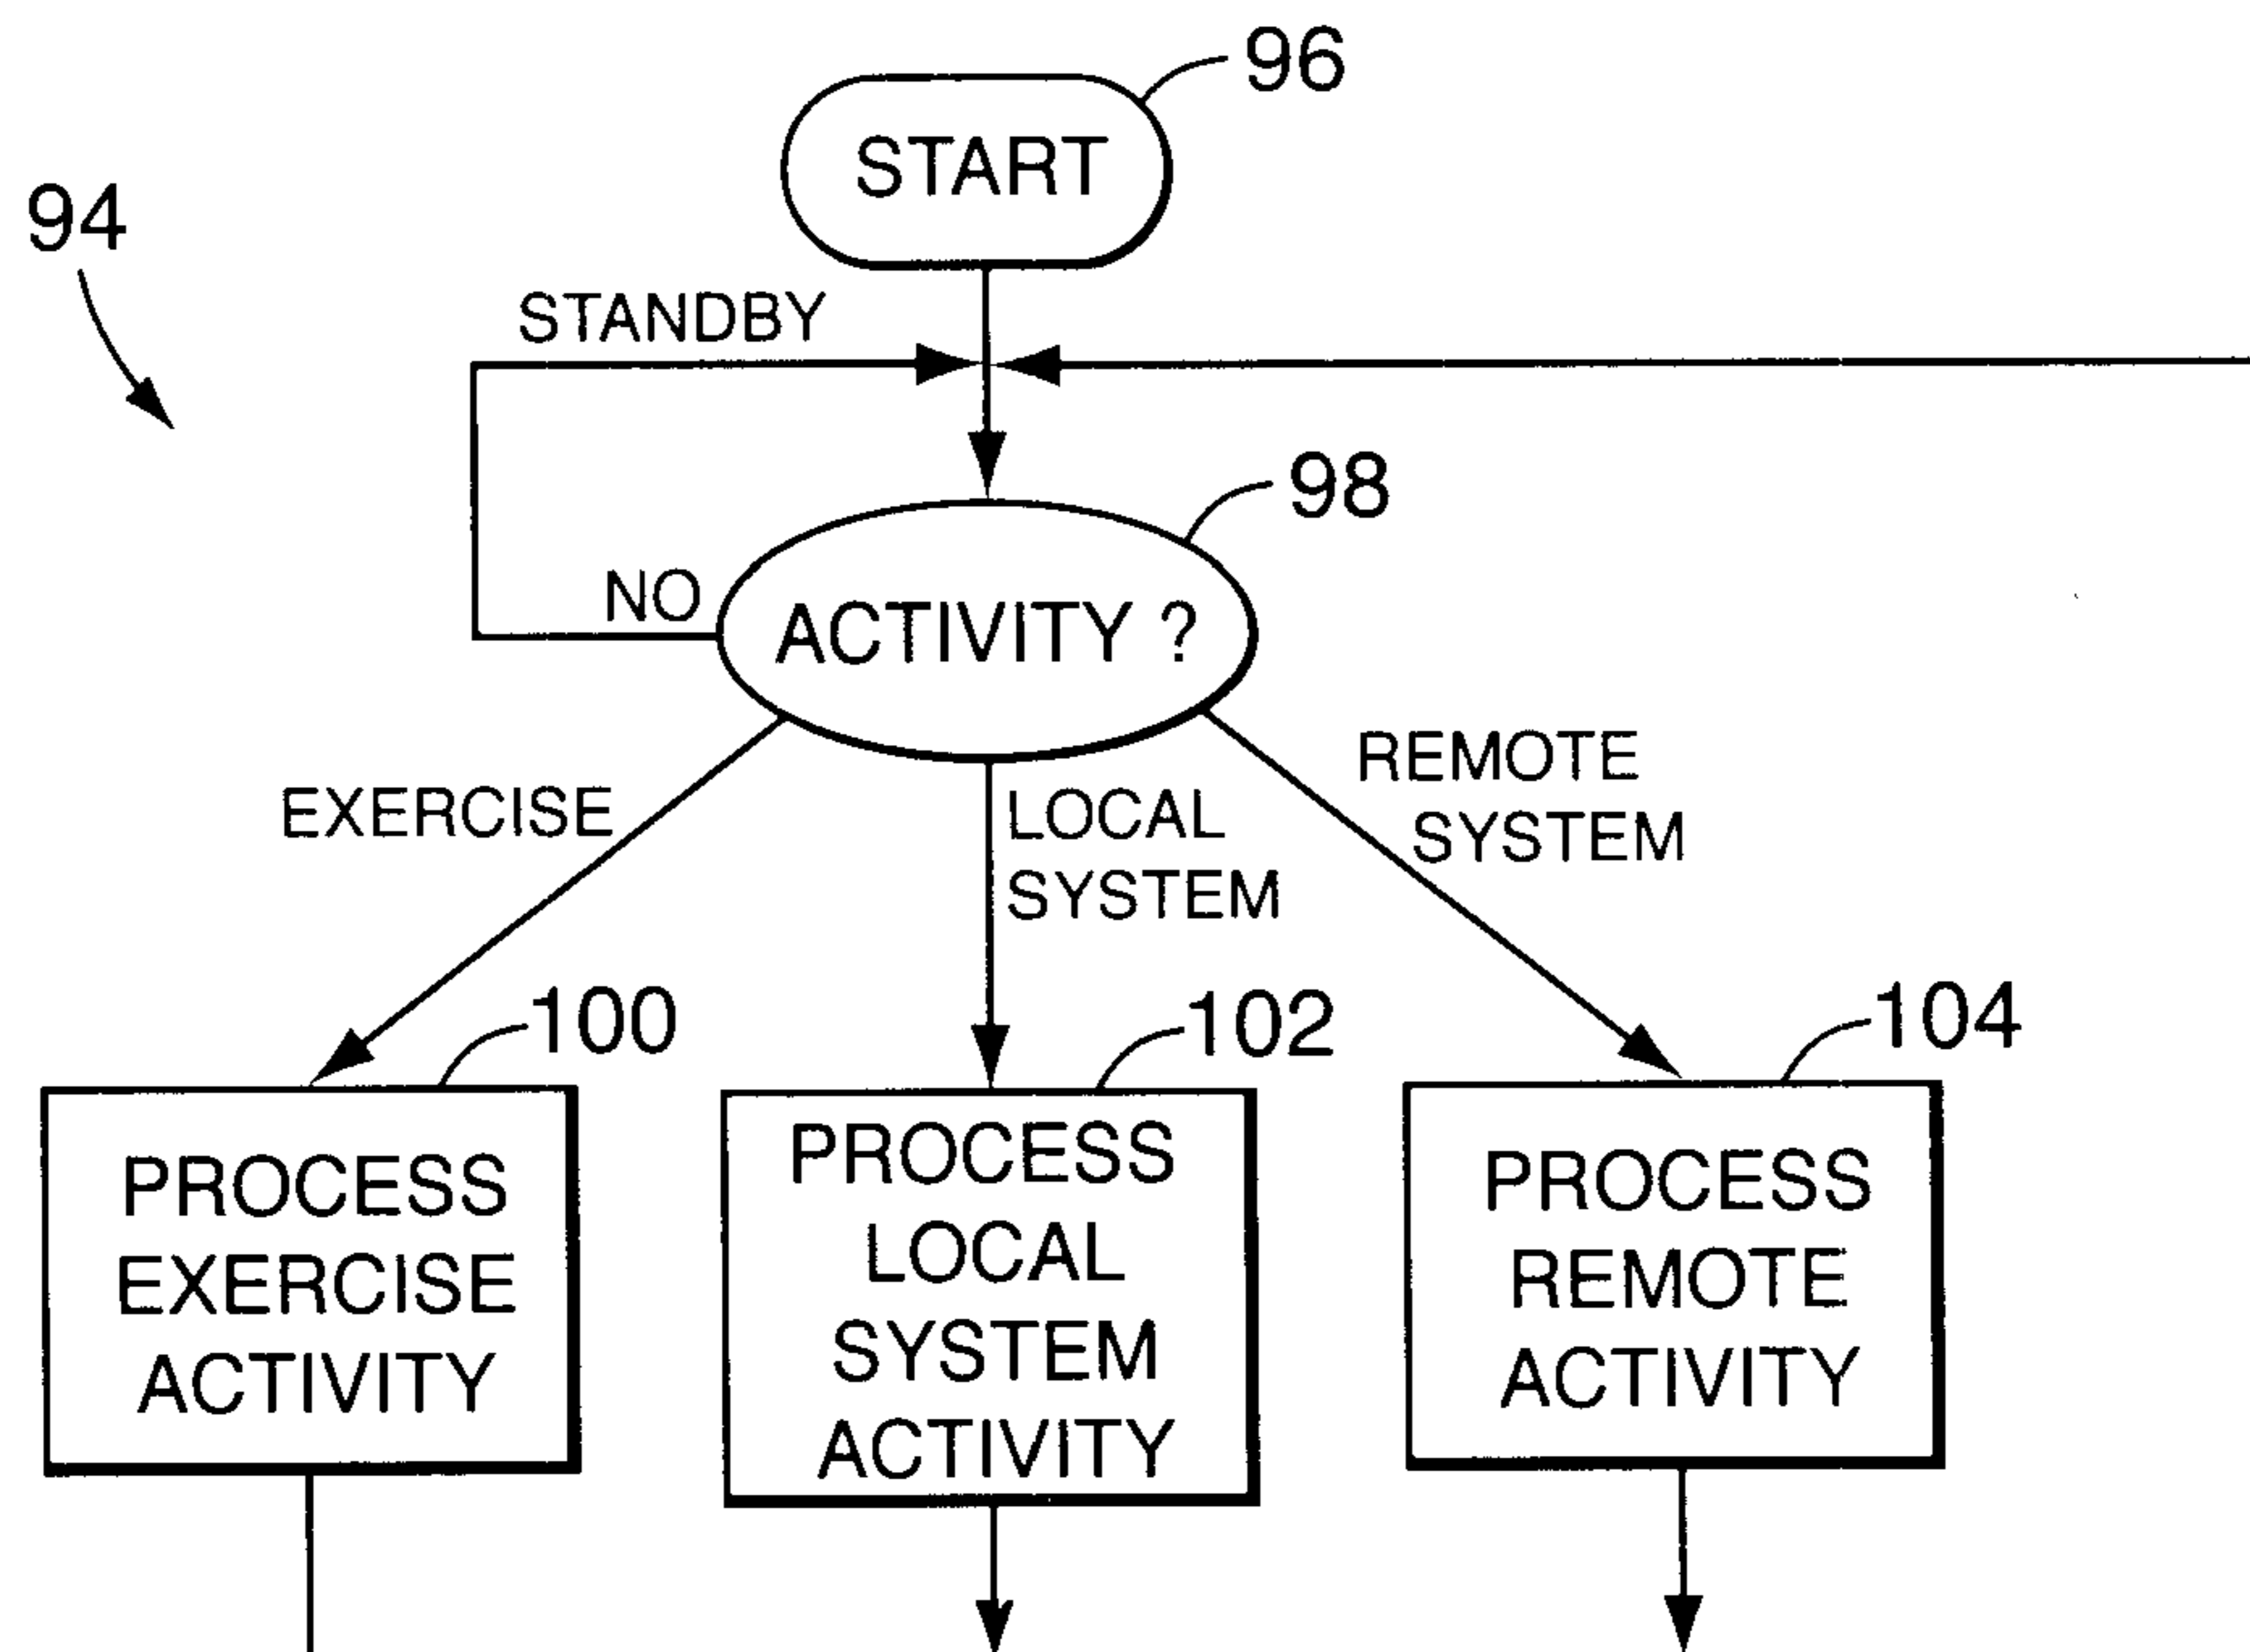 96
START
94
STANDBY
98
NO
ACTIVITY ?
REMOTE
SYSTEM
EXERCISE
LOCAL
SYSTEM
100
102
104
PROCESS
EXERCISE
ACTIVITY
PROCESS
LOCAL
SYSTEM
ACTIVITY
PROCESS
REMOTE
ACTIVITY